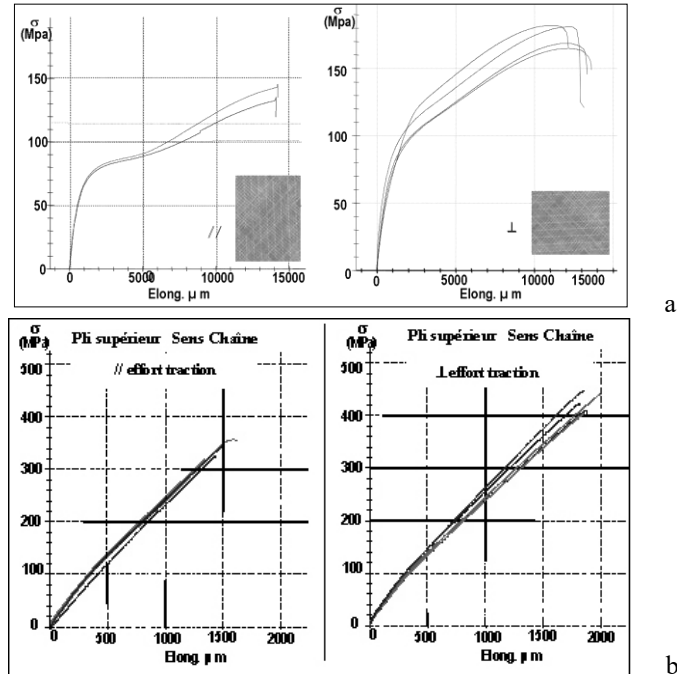 σ
(Mpa)
150
100
50
0
//
0 5000 10000 15000
Elong. µ m
σ
(Mpa)
150
100
50
0
⊥
0 5000 10000 15000
Elong. µ m
a
σ
(MPa)
Pli supérieur Sens Chaîne
// effort traction
500
400
300
200
100
0
0 500 1000 1500 2000
Elong. µm
σ
(MPa)
Pli supérieur Sens Chaîne
⊥ effort traction
500
400
300
200
100
0
0 500 1000 1500 2000
Elong. µm
b